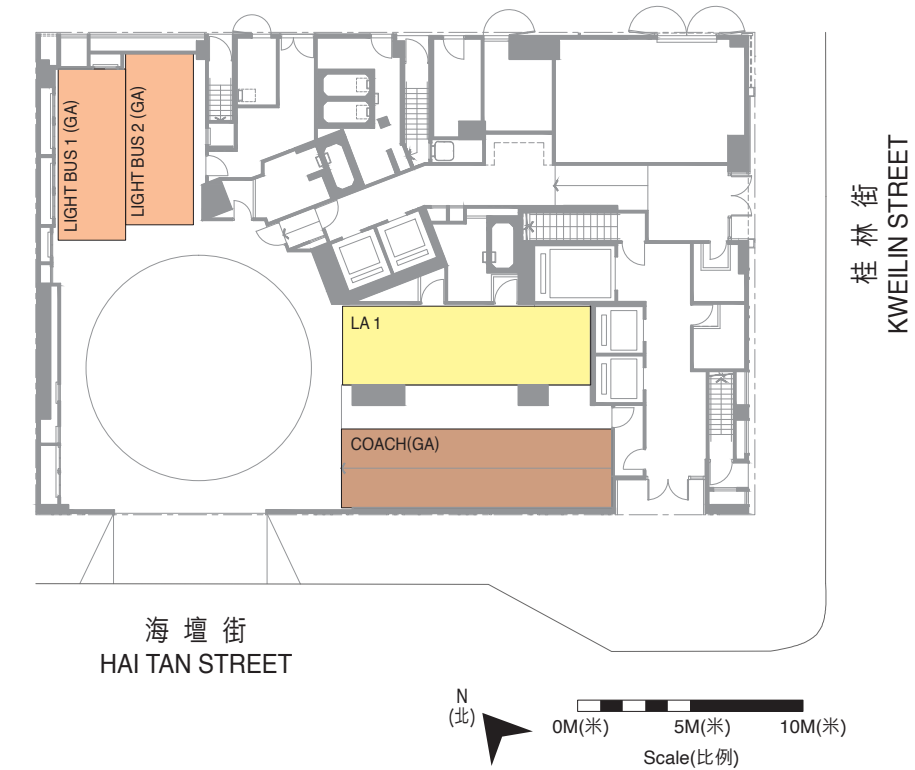 LIGHT BUS 1 (GA)
LIGHT BUS 2 (GA)
桂林街
KWEILIN STREET
LA 1
COACH(GA)
海壇街
HAI TAN STREET
N
(北)
0M(米) 5M(米) 10M(米)
Scale(比例)